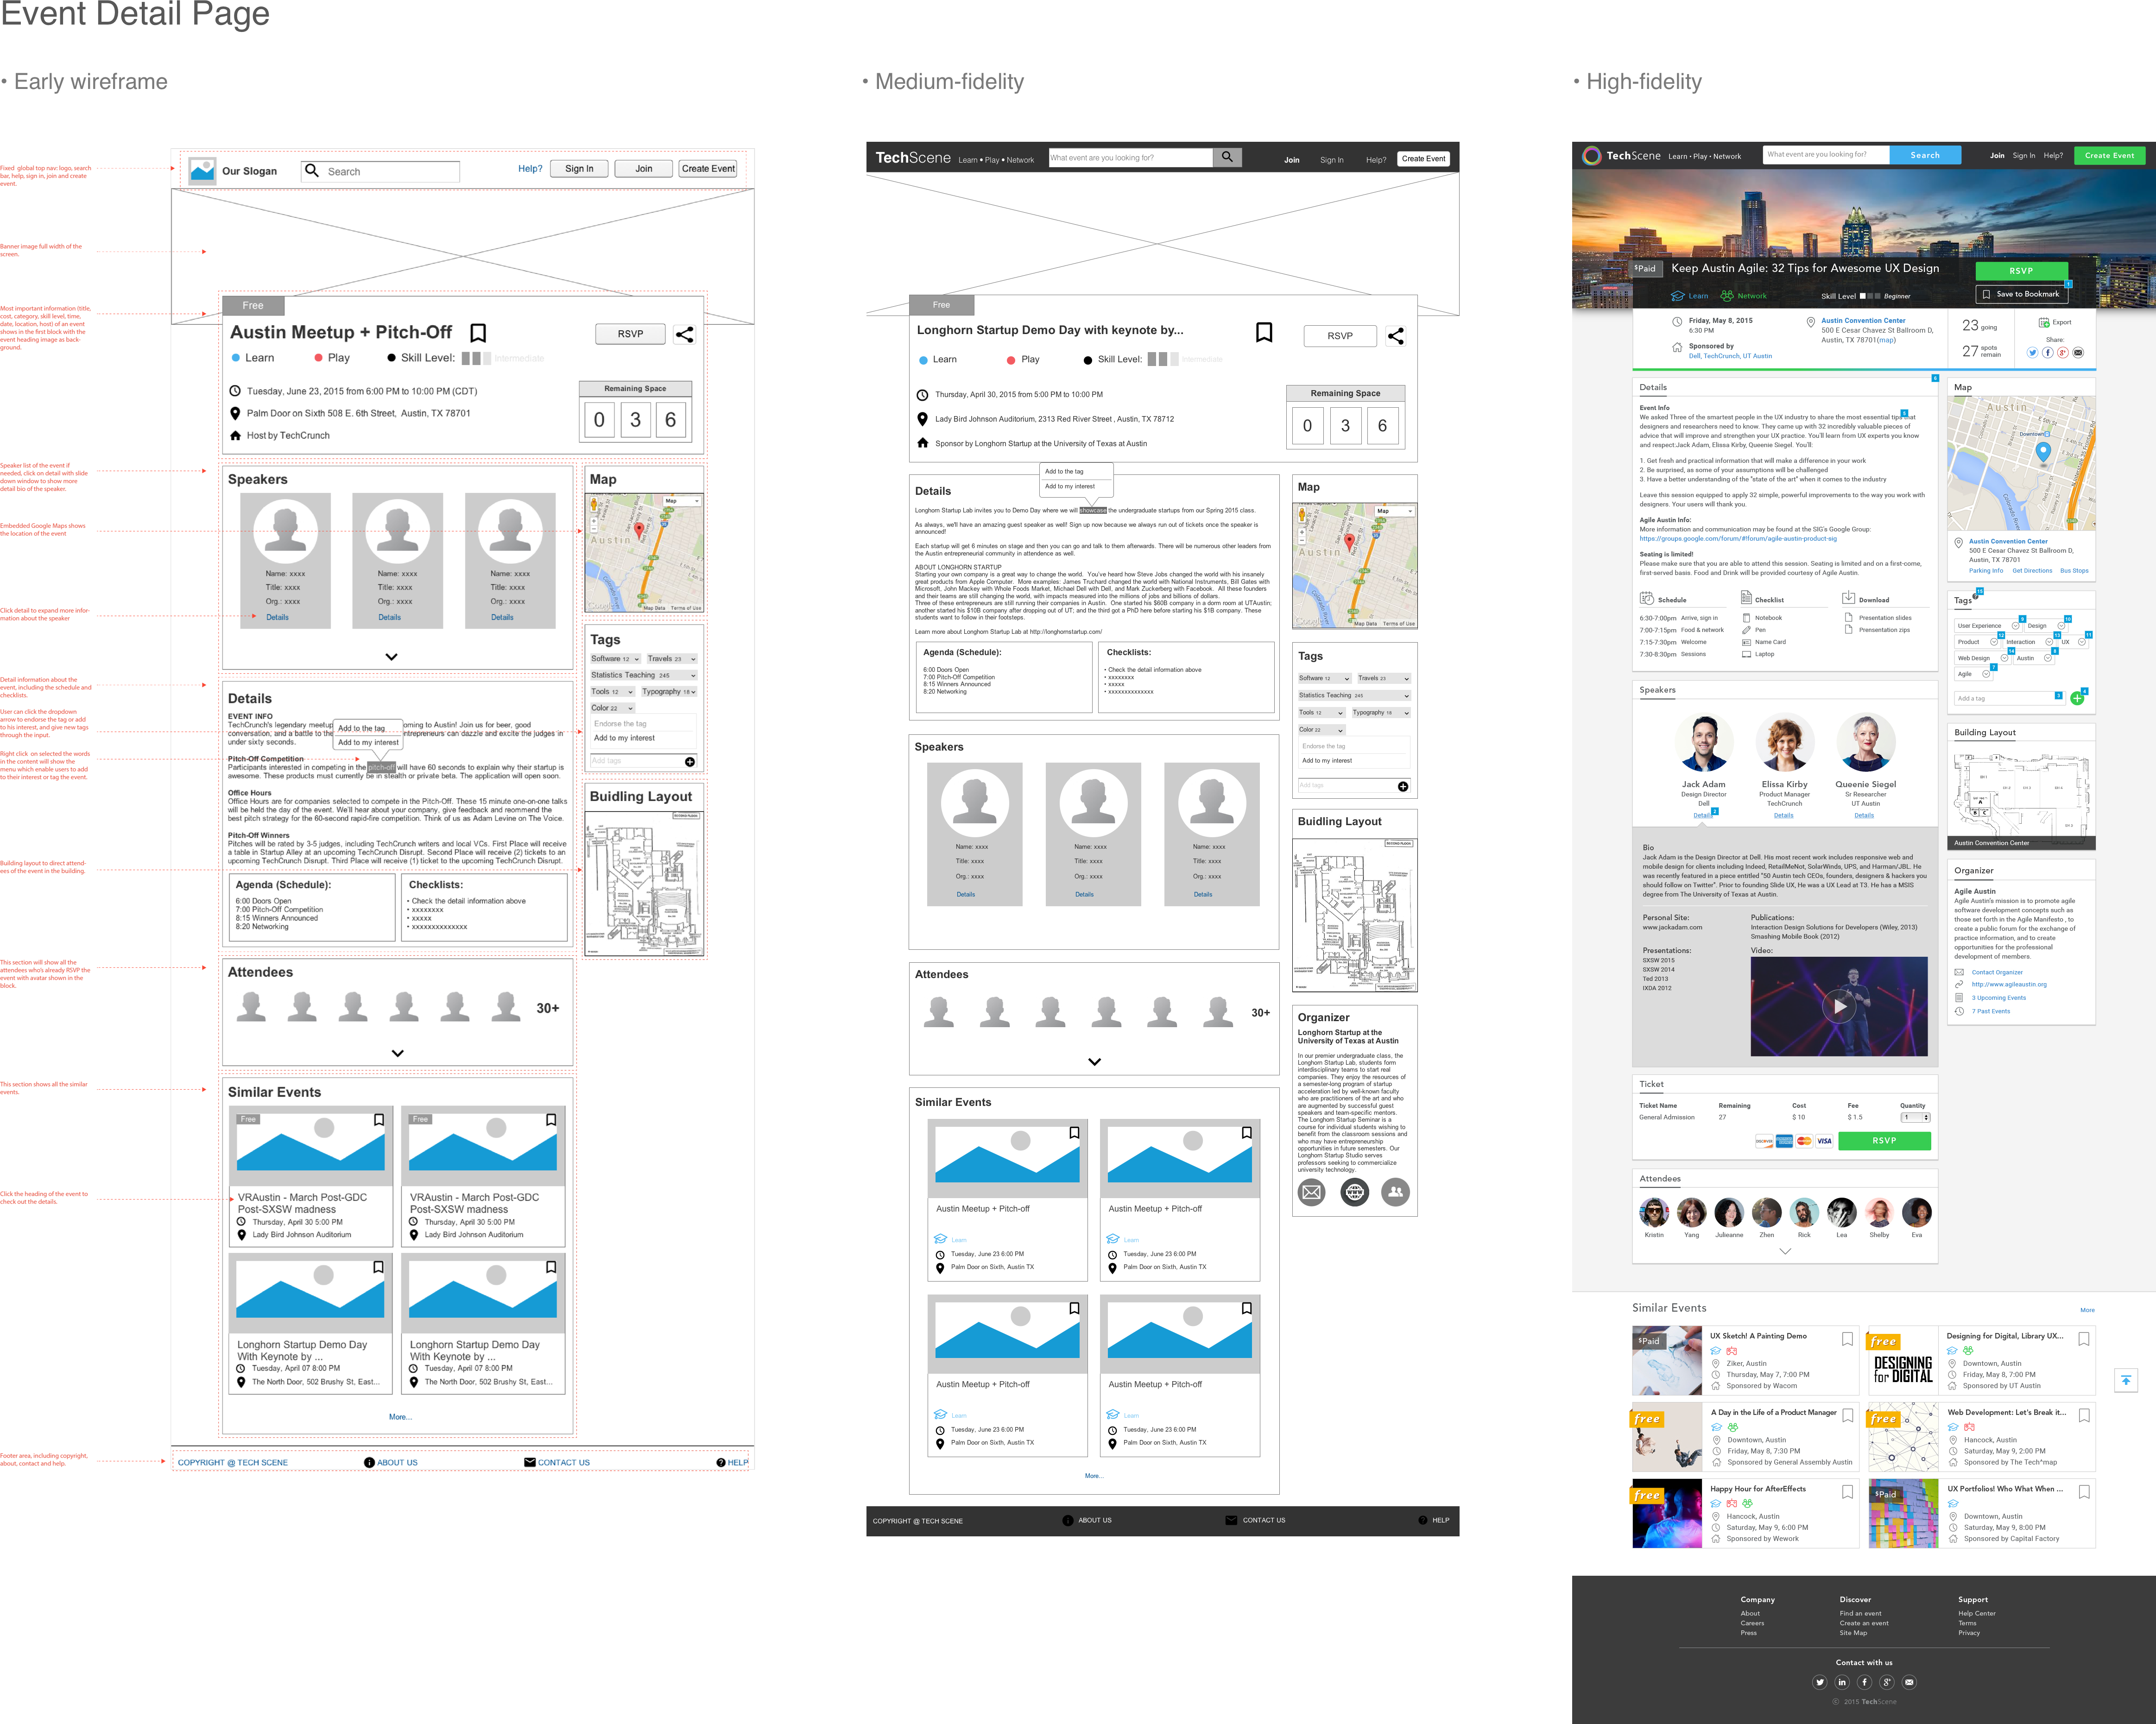 Event Detail Page
• Early wireframe
Fixed global top nav: logo, search
bar, help, sign in, join and create
event.
Banner image full width of the
screen.
Most important information (title,
cost, category, skill level, time,
date, location, host) of an event
shows in the first block with the
event heading image as back-
ground.
Speaker list of the event if
needed, click on detail with slide
down window to show more
detail bio of the speaker.
Embedded Google Maps shows
the location of the event
Click detail to expand more infor-
mation about the speaker
Detail information about the
event, including the schedule and
checklists.
User can click the dropdown
arrow to endorse the tag or add
to his interest, and give new tags
through the input.
Right click on selected the words
in the content will show the
menu which enable users to add
to their interest or tag the event.
Building layout to direct attend-
ees of the event in the building.
This section will show all the
attendees who's already RSVP the
event with avatar shown in the
block.
This section shows all the similar
events.
Click the heading of the event to
check out the details.
Footer area, including copyright,
about, contact and help.
Our Slogan
Search
Help?
Sign In
Join
Create Event
Free
Austin Meetup + Pitch-Off
RSVP
Learn
Play
Skill Level:
Intermediate
Tuesday, June 23, 2015 from 6:00 PM to 10:00 PM (CDT)
Palm Door on Sixth 508 E. 6th Street, Austin, TX 78701
Host by TechCrunch
Remaining Space
0 3 6
Speakers
Name: xxxx
Title: xxxx
Org.: xxxx
Details
Name: xxxx
Title: xxxx
Org.: xxxx
Details
Name: xxxx
Title: xxxx
Org.: xxxx
Details
Map
Map
Austin
Google
Map Data Terms of Use
Tags
Software 12
Travels 23
Statistics Teaching 245
Tools 12
Typography 18
Color 22
Endorse the tag
Add to my interest
Add tags
Buidling Layout
Details
EVENT INFO
TechCrunch's legendary meetup
oming to Austin! Join us for beer, good
conversation, and a battle to the
ntrepreneurs can dazzle and excite the judges in
under sixty seconds.
Add to the tag
Add to my interest
Pitch-Off Competition
Participants interested in competing in the pitch-off will have 60 seconds to explain why their startup is
awesome. These products must currently be in stealth or private beta. The application will open soon.
Office Hours
Office Hours are for companies selected to compete in the Pitch-Off. These 15 minute one-on-one talks
will be held the day of the event. We'll hear about your company, give feedback and reommend the
best pitch strategy for the 60-second rapid-fire competition. Think of us as Adam Levine on The Voice.
Pitch-Off Winners
Pitches will be rated by 3-5 judges, including TechCrunch writers and local VCs. First Place will receive
a table in Startup Alley at an upcoming TechCrunch Disrupt. Second Place will receive (2) tickets to an
upcoming TechCrunch Disrupt. Third Place will receive (1) ticket to the upcoming TechCrunch Disrupt.
Agenda (Schedule):
6:00 Doors Open
7:00 Pitch-Off Competition
8:15 Winners Announced
8:20 Networking
Checklists:
• Check the detail information above
• xxxxxxxx
• xxxxx
• xxxxxxxxxxxxxx
Attendees
30+
Similar Events
Free
VRAustin - March Post-GDC
Post-SXSW madness
Thursday, April 30 5:00 PM
Lady Bird Johnson Auditorium
Free
VRAustin - March Post-GDC
Post-SXSW madness
Thursday, April 30 5:00 PM
Lady Bird Johnson Auditorium
Longhorn Startup Demo Day
With Keynote by ...
Tuesday, April 07 8:00 PM
The North Door, 502 Brushy St, East...
Longhorn Startup Demo Day
With Keynote by ...
Tuesday, April 07 8:00 PM
The North Door, 502 Brushy St, East...
More...
COPYRIGHT @ TECH SCENE
ABOUT US
CONTACT US
HELP
• Medium-fidelity
TechScene Learn • Play • Network
What event are you looking for?
Join
Sign In
Help?
Create Event
Free
Longhorn Startup Demo Day with keynote by...
RSVP
Learn
Play
Skill Level:
Intermediate
Thursday, April 30, 2015 from 5:00 PM to 10:00 PM
Lady Bird Johnson Auditorium, 2313 Red River Street , Austin, TX 78712
Sponsor by Longhorn Startup at the University of Texas at Austin
Remaining Space
0 3 6
Add to the tag
Add to my interest
Details
Longhorn Startup Lab invites you to Demo Day where we will showcase the undergraduate startups from our Spring 2015 class.
As always, we'll have an amazing guest speaker as well! Sign up now because we always run out of tickets once the speaker is
announced!
Each startup will get 6 minutes on stage and then you can go and talk to them afterwards. There will be numerous other leaders from
the Austin entrepreneurial community in attendence as well.
ABOUT LONGHORN STARTUP
Starting your own company is a great way to change the world. You've heard how Steve Jobs changed the world with his insanely
great products from Apple Computer. More examples: James Truchard changed the world with National Instruments, Bill Gates with
Microsoft, John Mackey with Whole Foods Market, Michael Dell with Dell, and Mark Zuckerberg with Facebook. All these founders
and their teams are still changing the world, with impacts measured into the millions of jobs and billions of dollars.
Three of these entrepreneurs are still running their companies in Austin. One started his $60B company in a dorm room at UTAustin;
another started his $10B company after dropping out of UT; and the third got a PhD here before starting his $1B company. These
students want to follow in their footsteps.
Learn more about Longhorn Startup Lab at http://longhornstartup.com/
Agenda (Schedule):
6:00 Doors Open
7:00 Pitch-Off Competition
8:15 Winners Announced
8:20 Networking
Checklists:
• Check the detail information above
• xxxxxxxx
• xxxxx
• xxxxxxxxxxxxxx
Map
Map
Austin
Google
Map Data Terms of Use
Tags
Software 12
Travels 23
Statistics Teaching 245
Tools 12
Typography 18
Color 22
Endorse the tag
Add to my interest
Add tags
Buidling Layout
Speakers
Name: xxxx
Title: xxxx
Org.: xxxx
Details
Name: xxxx
Title: xxxx
Org.: xxxx
Details
Name: xxxx
Title: xxxx
Org.: xxxx
Details
Attendees
30+
Organizer
Longhorn Startup at the
University of Texas at Austin
In our premier undergraduate class, the
Longhorn Startup Lab, students form
interdisciplinary teams to start real
companies. They enjoy the resources of
a semester-long program of startup
acceleration led by well-known faculty
who are practitioners of the art and who
are augmented by successful guest
speakers and team-specific mentors.
The Longhorn Startup Seminar is a
course for individual students wishing to
benefit from the classroom sessions and
who may have entrepreneurship
opportunities in future semesters. Our
Longhorn Startup Studio serves
professors seeking to commercialize
university technology.
WWW
Similar Events
Austin Meetup + Pitch-off
Learn
Tuesday, June 23 6:00 PM
Palm Door on Sixth, Austin TX
Austin Meetup + Pitch-off
Learn
Tuesday, June 23 6:00 PM
Palm Door on Sixth, Austin TX
Austin Meetup + Pitch-off
Learn
Tuesday, June 23 6:00 PM
Palm Door on Sixth, Austin TX
Austin Meetup + Pitch-off
Learn
Tuesday, June 23 6:00 PM
Palm Door on Sixth, Austin TX
More...
COPYRIGHT @ TECH SCENE
ABOUT US
CONTACT US
HELP
• High-fidelity
TechScene Learn • Play • Network
What event are you looking for?
Search
Join
Sign In
Help?
Create Event
$Paid
Keep Austin Agile: 32 Tips for Awesome UX Design
RSVP
Learn
Network
Skill Level
Beginner
Save to Bookmark
1
Friday, May 8, 2015
6:30 PM
Sponsored by
Dell, TechCrunch, UT Austin
Austin Convention Center
500 E Cesar Chavez St Ballroom D,
Austin, TX 78701(map)
23 going
27 spots
remain
Export
Share:
Details
Event Info
We asked Three of the smartest people in the UX industry to share the most essential tips that
designers and researchers need to know. They came up with 32 incredibly valuable pieces of
advice that will improve and strengthen your UX practice. You'll learn from UX experts you know
and respect:Jack Adam, Elissa Kirby, Queenie Siegel. You'll:
1. Get fresh and practical information that will make a difference in your work
2. Be surprised, as some of your assumptions will be challenged
3. Have a better understanding of the "state of the art" when it comes to the industry
Leave this session equipped to apply 32 simple, powerful improvements to the way you work with
designers. Your users will thank you.
Agile Austin Info:
More information and communication may be found at the SIG's Google Group:
https://groups.google.com/forum/#!forum/agile-austin-product-sig
Seating is limited!
Please make sure that you are able to attend this session. Seating is limited and on a first-come,
first-served basis. Food and Drink will be provided courtesy of Agile Austin.
Schedule
6:30-7:00pm Arrive, sign in
7:00-7:15pm Food & network
7:15-7:30pm Welcome
7:30-8:30pm Sessions
Checklist
Notebook
Pen
Name Card
Laptop
Download
Presentation slides
Prensentation zips
Map
Austin
Downtown
Austin Convention Center
500 E Cesar Chavez St Ballroom D,
Austin, TX 78701
Parking Info
Get Directions
Bus Stops
Tags
User Experience
Design
Product
Interaction
UX
Web Design
Austin
Agile
Add a tag
Building Layout
Austin Convention Center
Speakers
Jack Adam
Design Director
Dell
Details
Elissa Kirby
Product Manager
TechCrunch
Details
Queenie Siegel
Sr Researcher
UT Austin
Details
Bio
Jack Adam is the Design Director at Dell. His most recent work includes responsive web and
mobile design for clients including Indeed, RetailMeNot, SolarWinds, UPS, and Harman/JBL. He
was recently featured in a piece entitled "50 Austin tech CEOs, founders, designers & hackers you
should follow on Twitter". Prior to founding Slide UX, He was a UX Lead at T3. He has a MSIS
degree from The University of Texas at Austin.
Personal Site:
www.jackadam.com
Presentations:
SXSW 2015
SXSW 2014
Ted 2013
IXDA 2012
Publications:
Interaction Design Solutions for Developers (Wiley, 2013)
Smashing Mobile Book (2012)
Video:
Organizer
Agile Austin
Agile Austin's mission is to promote agile
software development concepts such as
those set forth in the Agile Manifesto , to
create a public forum for the exchange of
practice information, and to create
opportunities for the professional
development of members.
Contact Organizer
http://www.agileaustin.org
3 Upcoming Events
7 Past Events
Ticket
Ticket Name Remaining Cost Fee Quantity
General Admission 27 $ 10 $ 1.5 1
DISCOVER
VISA
RSVP
Attendees
Kristin Yang Julieanne Zhen Rick Lea Shelby Eva
Similar Events
More
$Paid
UX Sketch! A Painting Demo
Ziker, Austin
Thursday, May 7, 7:00 PM
Sponsored by Wacom
free
DESIGNING
for DIGITAL
Designing for Digital, Library UX...
Downtown, Austin
Friday, May 8, 7:00 PM
Sponsored by UT Austin
free
A Day in the Life of a Product Manager
Downtown, Austin
Friday, May 8, 7:30 PM
Sponsored by General Assembly Austin
free
Web Development: Let's Break it...
Hancock, Austin
Saturday, May 9, 2:00 PM
Sponsored by The Tech^map
free
Happy Hour for AfterEffects
Hancock, Austin
Saturday, May 9, 6:00 PM
Sponsored by Wework
$Paid
UX Portfolios! Who What When ...
Downtown, Austin
Saturday, May 9, 8:00 PM
Sponsored by Capital Factory
Company
About
Careers
Press
Discover
Find an event
Create an event
Site Map
Support
Help Center
Terms
Privacy
Contact with us
© 2015 TechScene